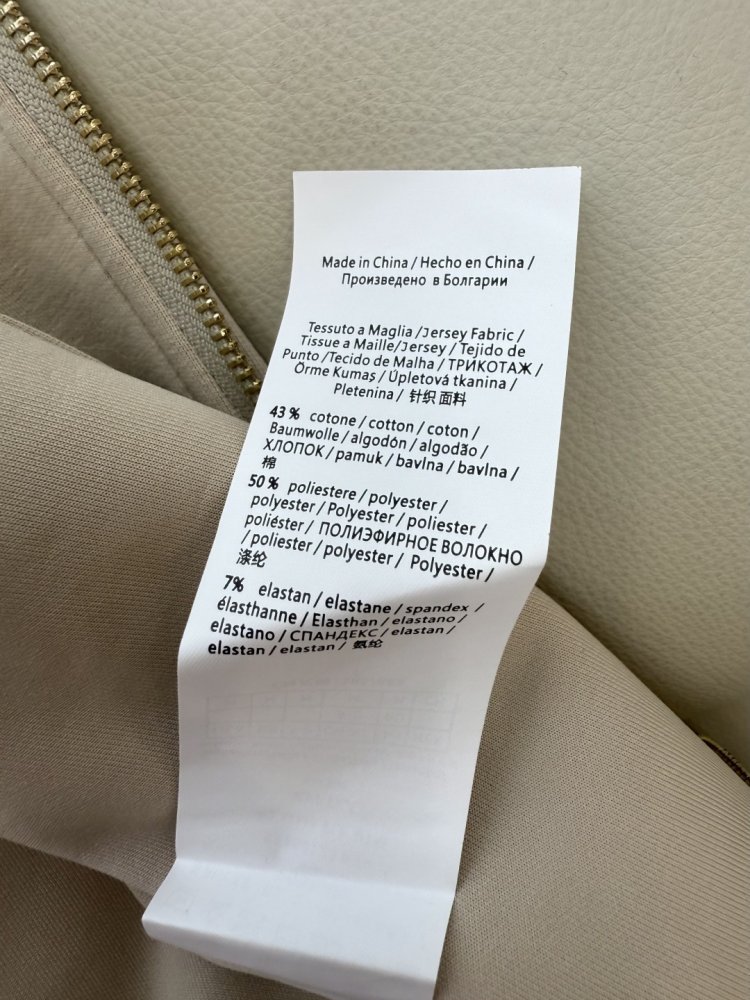 Made in China / Hecho en China /
Произведено в Болгарии
Tessuto a Maglia /Jersey Fabric /
Tissue a Maille/Jersey / Tejido de
Punto /Tecido de Malha / ТРИКОТАЖ /
Örme Kumaş / Úpletová tkanina /
Pletenina / 针织 面料
43 % cotone / cotton / coton /
Baumwolle / algodón / algodão /
ХЛОПОК / pamuk / bavlna / bavlna /
棉
50 % poliestere / polyester /
polyester / Polyester / poliester /
poliéster / ПОЛИЭФИРНОЕ ВОЛОКНО
/ poliester / polyester / Polyester /
涤纶
7% elastan / elastane / spandex /
élasthanne / Elasthan / elastano /
elastano / СПАНДЕКС / elastan /
elastan / elastan / 氨纶